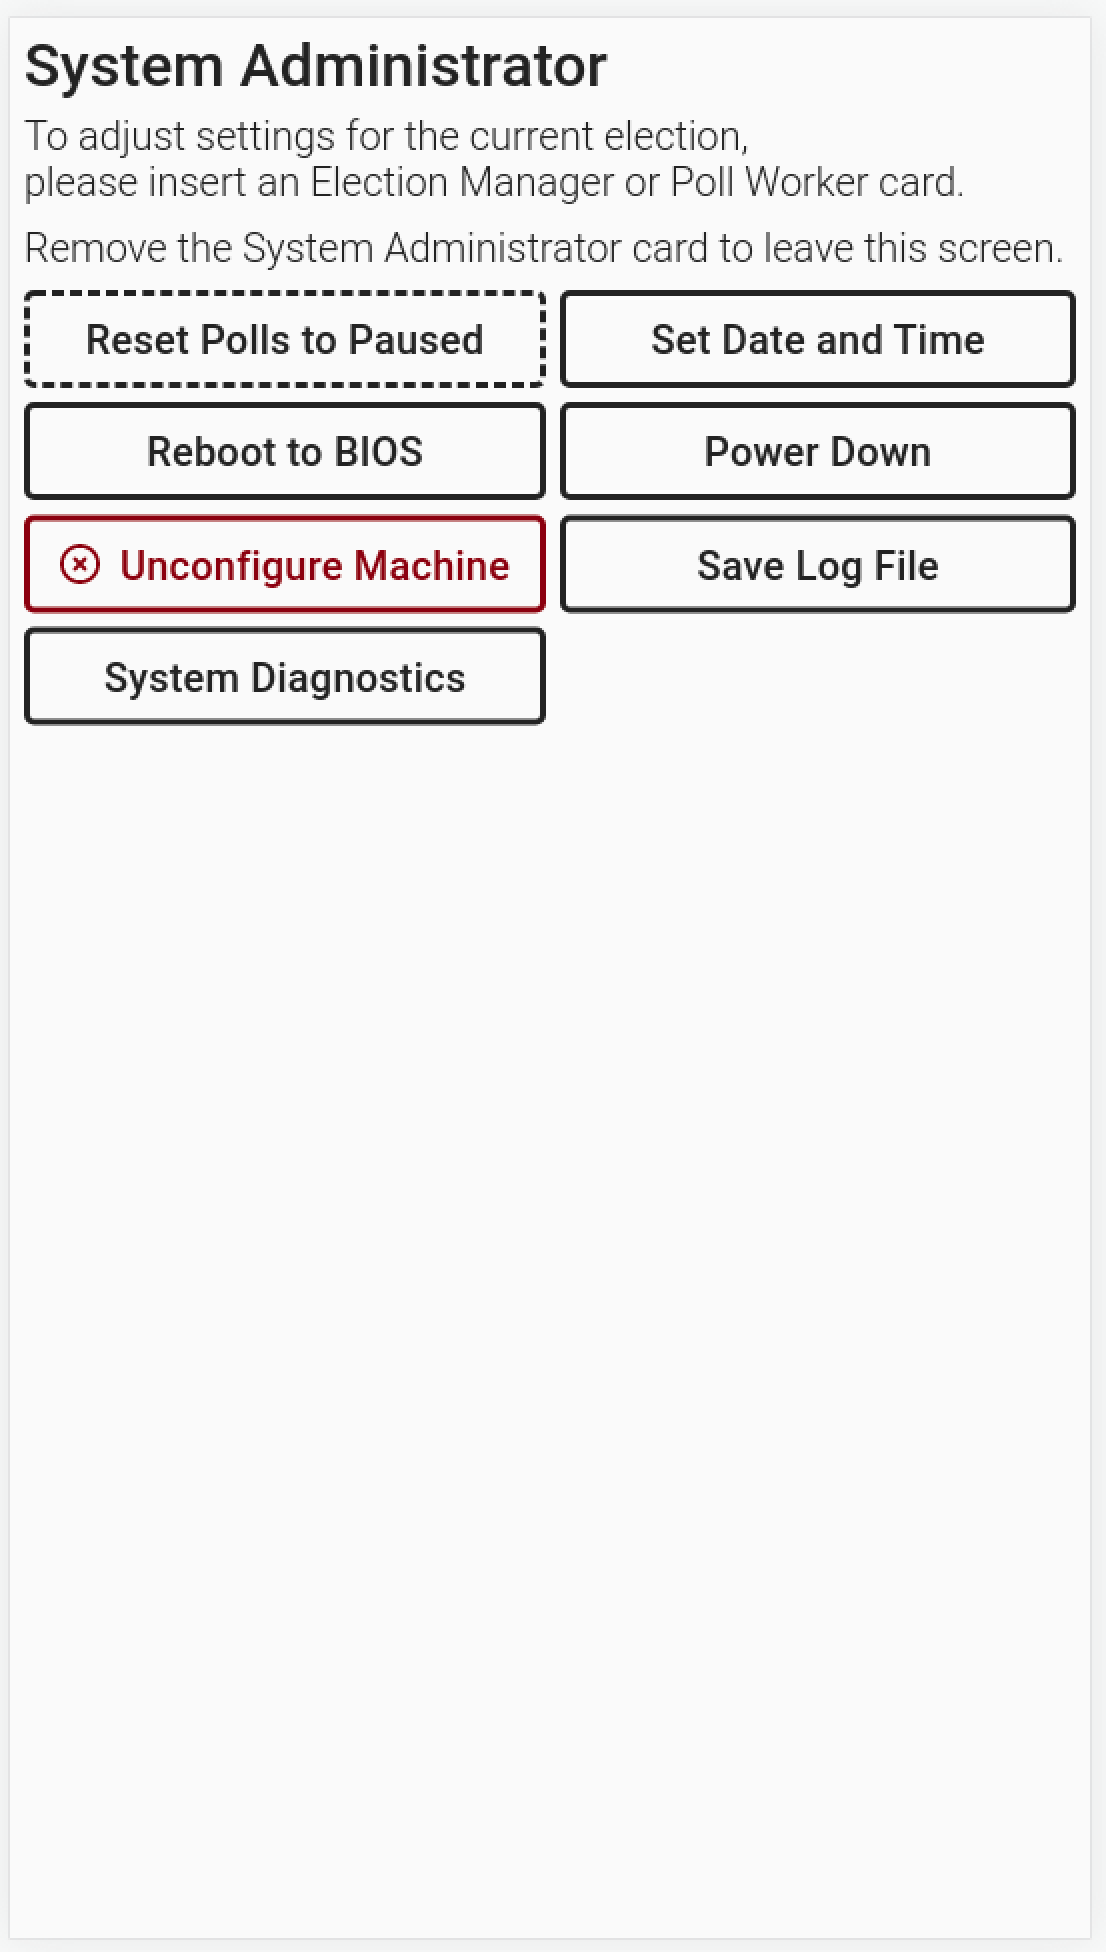 System Administrator
To adjust settings for the current election,
please insert an Election Manager or Poll Worker card.
Remove the System Administrator card to leave this screen.
Reset Polls to Paused
Set Date and Time
Reboot to BIOS
Power Down
Unconfigure Machine
Save Log File
System Diagnostics